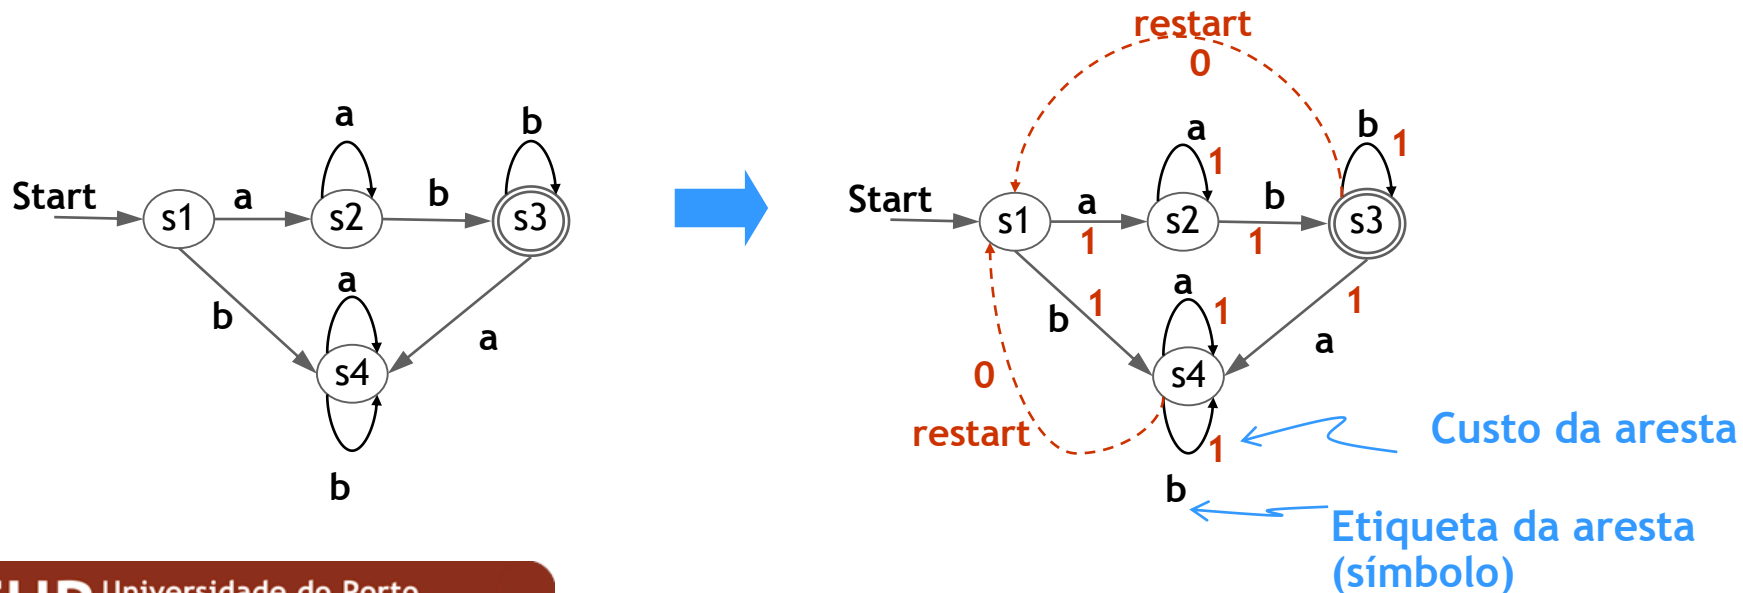 restart
0
a
b
a
b
1
1
Start
a
s1
s2
b
s3
Start
s1
a
1
s2
b
1
s3
a
b
s4
a
b
a
1
b
1
s4
1
a
0
restart
1
b
Custo da aresta
Etiqueta da aresta
(símbolo)
Universidade do Porto